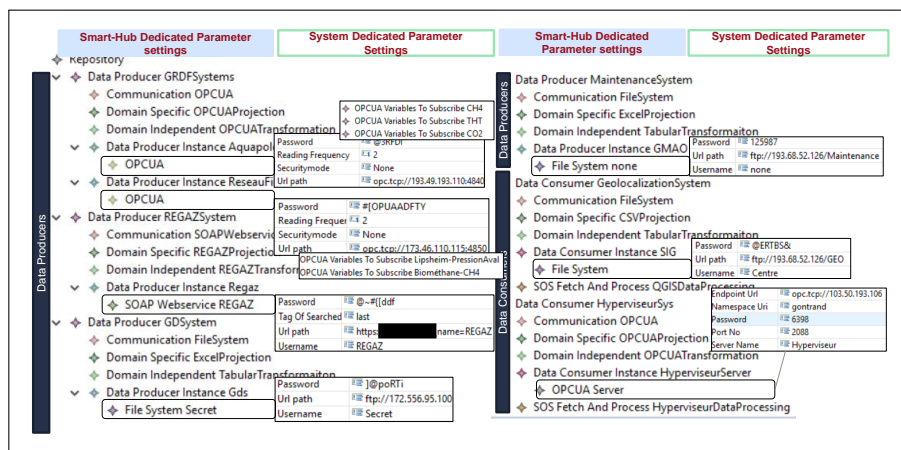 Smart-Hub Dedicated Parameter settings
System Dedicated Parameter Settings
Repository
Data Producers
Data Producer GRDFSystems
Communication OPCUA
Domain Specific OPCUAProjection
Domain Independent OPCUATransformation
Data Producer Instance Aquapol
OPCUA
Data Producer Instance ReseauFi
OPCUA
OPCUA Variables To Subscribe CH4
OPCUA Variables To Subscribe THT
OPCUA Variables To Subscribe CO2
Password @3RFDI
Reading Frequency 2
Securitymode None
Url path opc.tcp://193.49.193.110:4840
Data Producer REGAZSystem
Communication SOAPWebservic
Domain Specific REGAZProjectio
Domain Independent REGAZTransfor
Data Producer Instance Regaz
SOAP Webservice REGAZ
Password #[OPUAADFTY
Reading Frequer 2
Securitymode None
Url path opc.tcp://173.46.110.115:4850
OPCUA Variables To Subscribe Lipsheim-PressionAval
OPCUA Variables To Subscribe Biométhane-CH4
Password @~#{[ddf
Tag Of Searched last
Url path https: name=REGAZ
Username REGAZ
Data Producer GDSystem
Communication FileSystem
Domain Specific ExcelProjection
Domain Independent TabularTransformaiton
Data Producer Instance Gds
File System Secret
Password ]@poRTi
Url path ftp://172.556.95.100
Username Secret
Smart-Hub Dedicated Parameter settings
System Dedicated Parameter Settings
Data Producers
Data Producer MaintenanceSystem
Communication FileSystem
Domain Specific ExcelProjection
Domain Independent TabularTransformaiton
Data Producer Instance GMAO
File System none
Password 125987
Url path ftp://193.68.52.126/Maintenance
Username none
Data Consumers
Data Consumer GeolocalizationSystem
Communication FileSystem
Domain Specific CSVProjection
Domain Independent TabularTransformaiton
Data Consumer Instance SIG
File System
SOS Fetch And Process QGISDataProcessing
Password @ERTBS&
Url path ftp://193.68.52.126/GEO
Username Centre
Data Consumer HyperviseurSys
Communication OPCUA
Domain Specific OPCUAProjection
Domain Independent OPCUATransformation
Data Consumer Instance HyperviseurServer
OPCUA Server
SOS Fetch And Process HyperviseurDataProcessing
Endpoint Url opc.tcp://103.50.193.106
Namespace Uri gontrand
Password 6398
Port No 2088
Server Name Hyperviseur